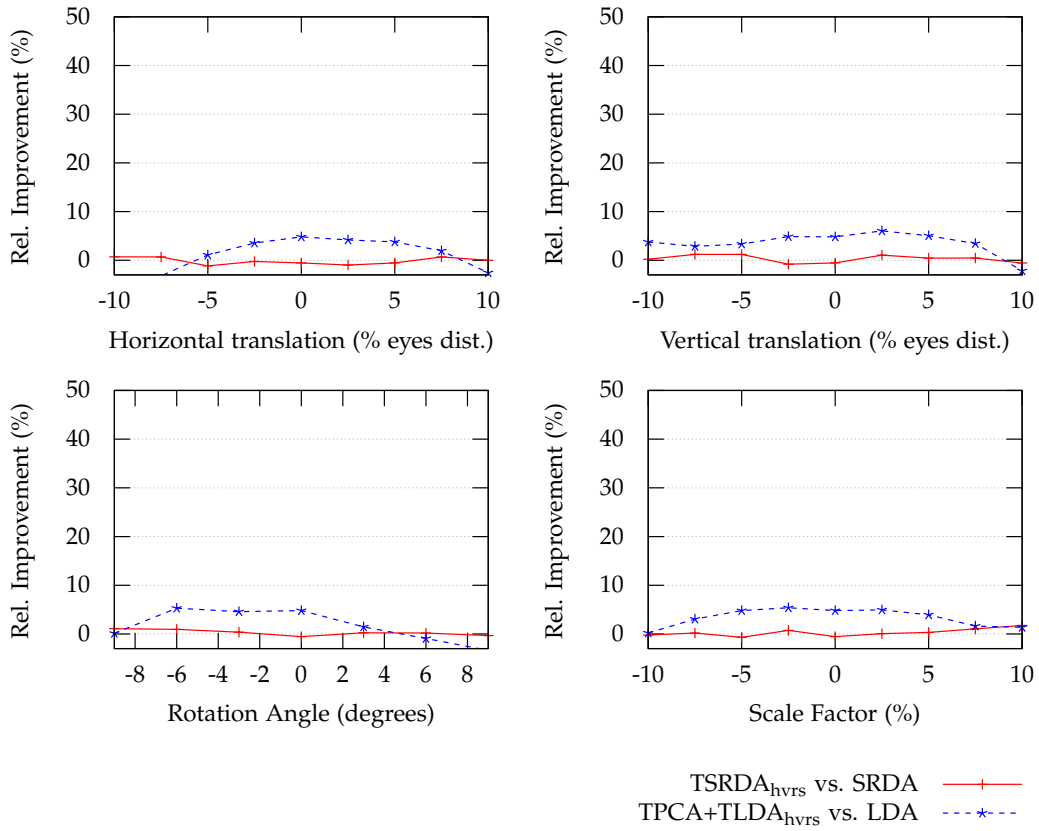 50
40
30
20
10
0
Rel. Improvement (%)
-10 -5 0 5 10
Horizontal translation (% eyes dist.)
50
40
30
20
10
0
Rel. Improvement (%)
-10 -5 0 5 10
Vertical translation (% eyes dist.)
50
40
30
20
10
0
Rel. Improvement (%)
-8 -6 -4 -2 0 2 4 6 8
Rotation Angle (degrees)
50
40
30
20
10
0
Rel. Improvement (%)
-10 -5 0 5 10
Scale Factor (%)
TSRDAhvrs vs. SRDA
TPCA+TLDAhvrs vs. LDA